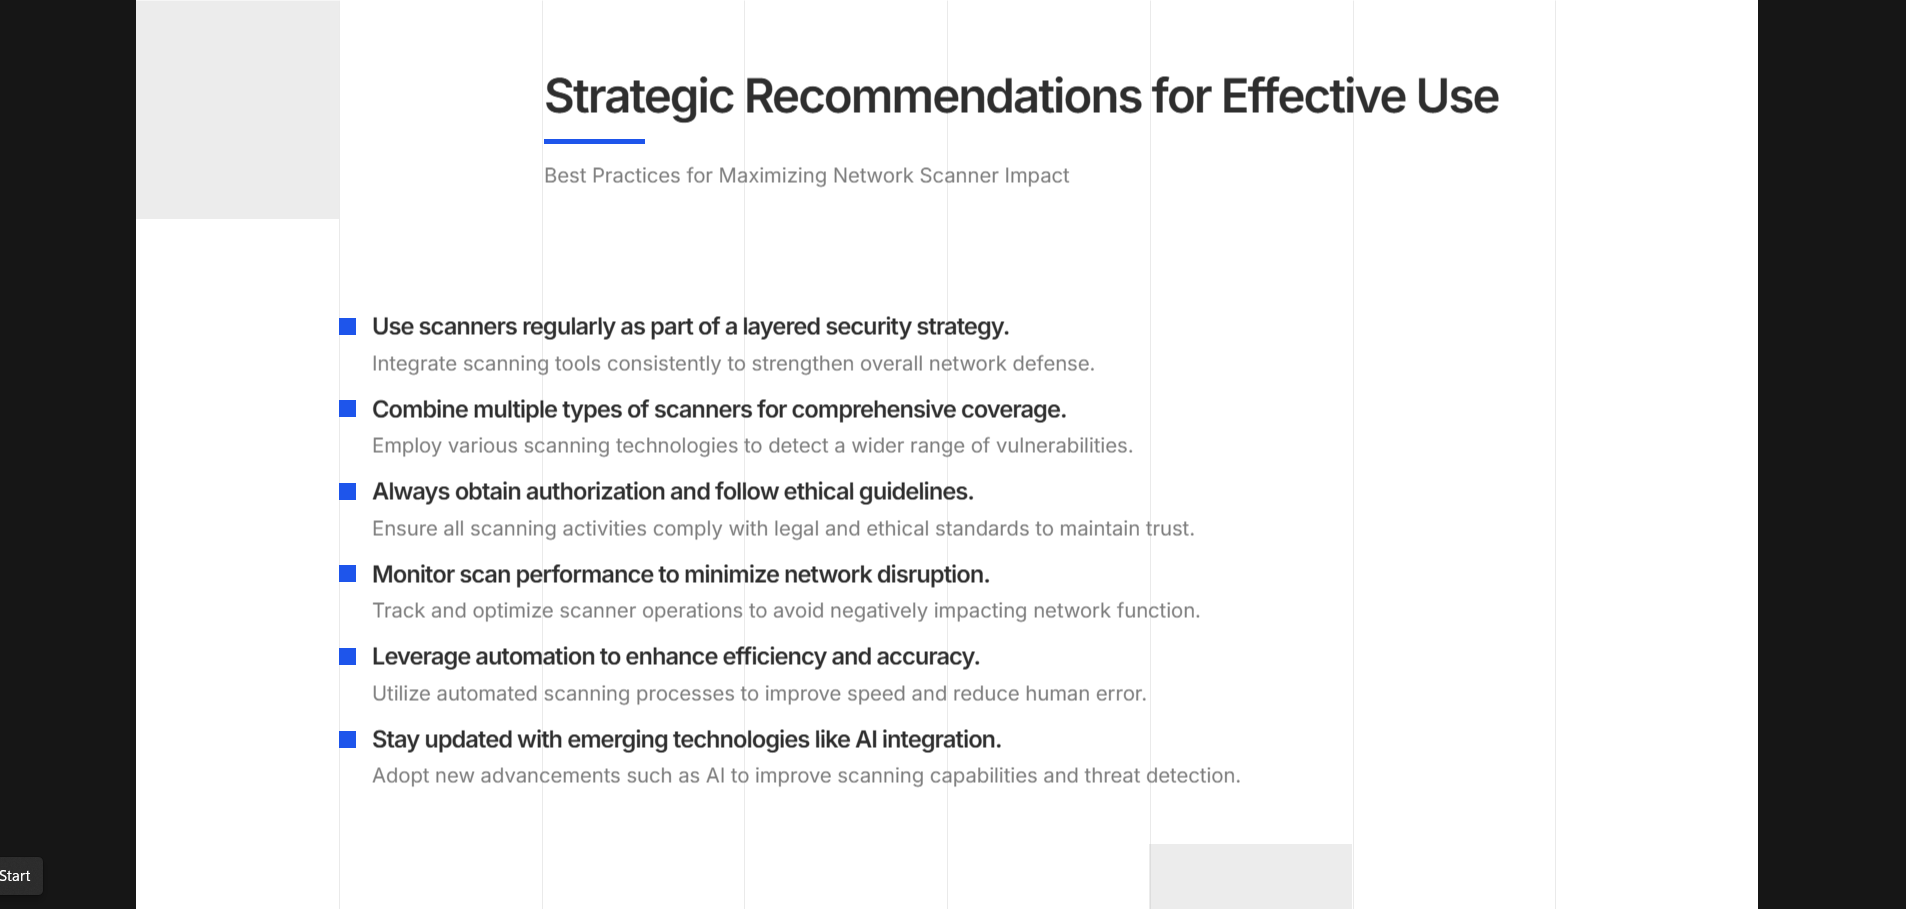 Strategic Recommendations for Effective Use
Best Practices for Maximizing Network Scanner Impact
Use scanners regularly as part of a layered security strategy.
Integrate scanning tools consistently to strengthen overall network defense.
Combine multiple types of scanners for comprehensive coverage.
Employ various scanning technologies to detect a wider range of vulnerabilities.
Always obtain authorization and follow ethical guidelines.
Ensure all scanning activities comply with legal and ethical standards to maintain trust.
Monitor scan performance to minimize network disruption.
Track and optimize scanner operations to avoid negatively impacting network function.
Leverage automation to enhance efficiency and accuracy.
Utilize automated scanning processes to improve speed and reduce human error.
Stay updated with emerging technologies like AI integration.
Adopt new advancements such as AI to improve scanning capabilities and threat detection.
Start